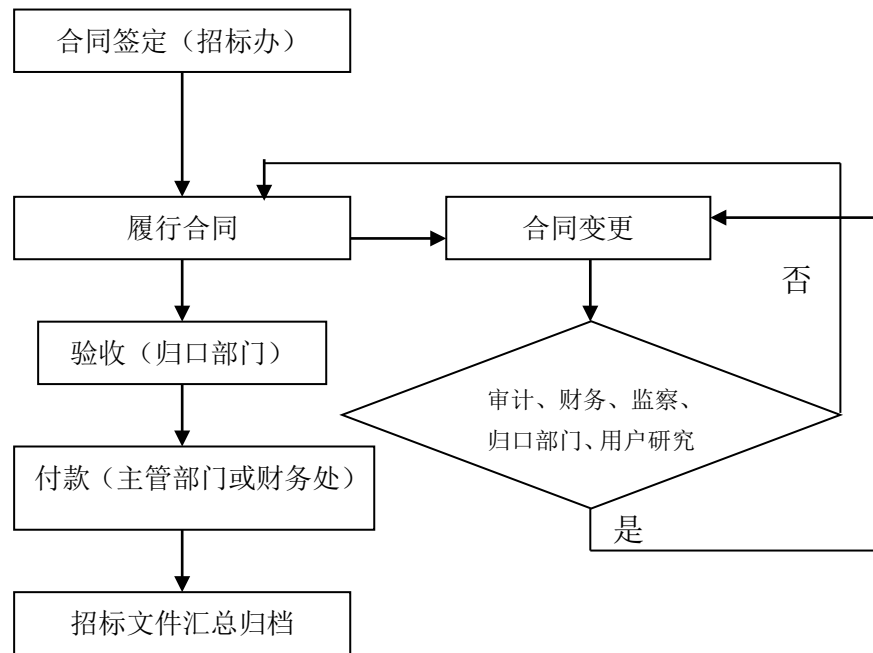 合同签定（招标办）
履行合同
合同变更
否
验收（归口部门）
审计、财务、监察、
归口部门、用户研究
付款（主管部门或财务处）
是
招标文件汇总归档